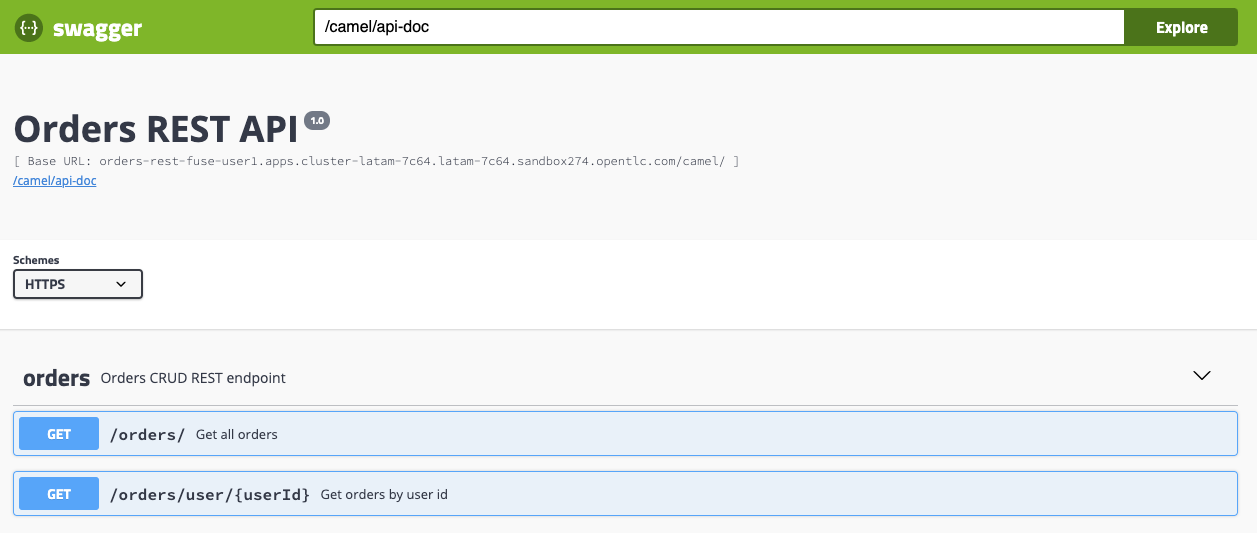 {··} swagger /camel/api-doc Explore
Orders REST API 1.0
[ Base URL: orders-rest-fuse-user1.apps.cluster-latam-7c64.latam-7c64.sandbox274.opentlc.com/camel/ ]
/camel/api-doc
Schemes
HTTPS
orders Orders CRUD REST endpoint
GET /orders/ Get all orders
GET /orders/user/{userId} Get orders by user id